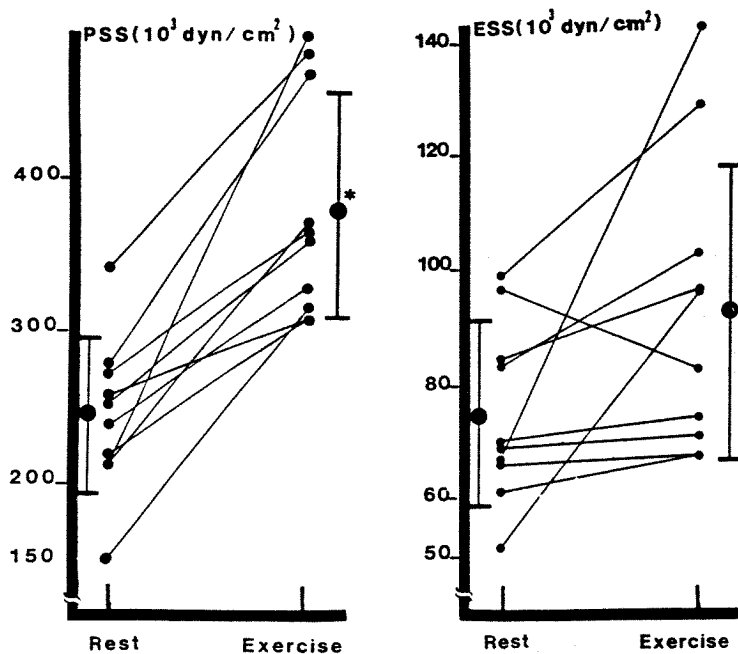 PSS(10³ dyn/cm²)
400
300
200
150
*
Rest
Exercise
ESS(10³ dyn/cm²)
140
120
100
80
60
50
Rest
Exercise